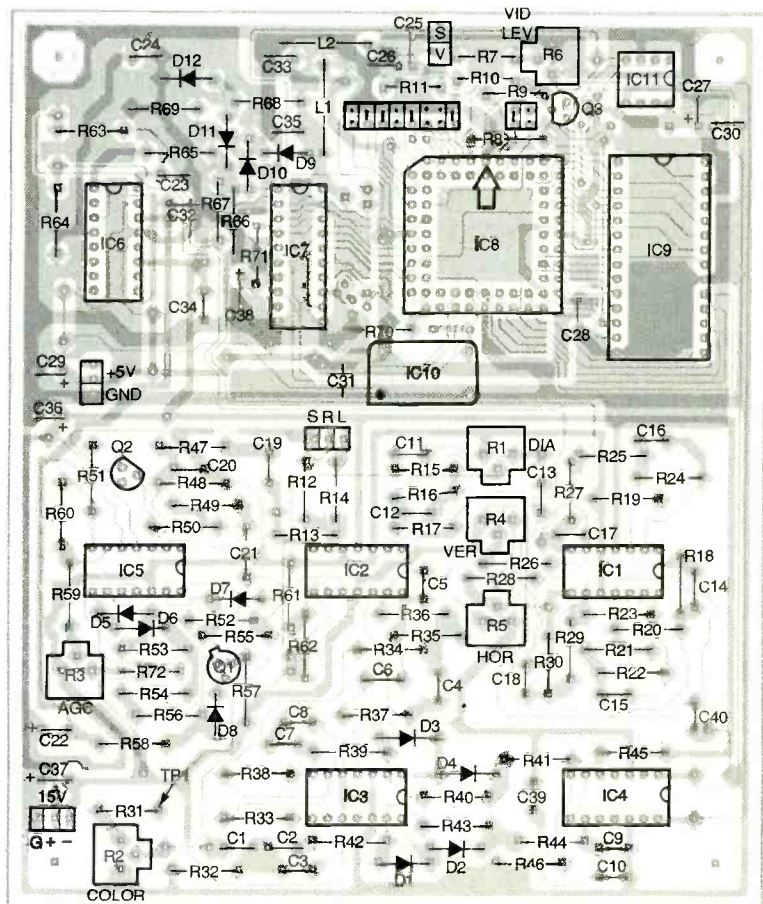 VID
LEV
C25
S
V
C24
D12
L2
C33
C26
R7
R6
R10
R11
R9
IC11
C27
R69
R68
L1
Q3
C30
R63
D11
C35
R8
R65
D9
D10
C23
R64
IC6
C32
R67
R66
R71
IC7
IC8
IC9
C34
C38
C28
R70
C29
+
+5V
GND
C31
IC10
C36
+
S R L
Q2
R47
C19
C11
R1
DIA
C16
R51
C20
R48
R12
R14
R15
C13
R25
R24
R60
R49
R16
R27
R19
R50
C12
R17
R4
R13
VER
C17
C21
R26
R18
IC5
IC2
IC1
R28
C5
C14
R59
D7
R61
D5
D6
R52
R36
R5
R23
R55
R35
R29
R20
R53
R62
R34
HOR
R21
R3
R72
Q1
C6
C4
C18
R30
R22
AGC
R54
R57
C15
R56
D8
C8
R37
C40
C22
+
R58
C7
D3
R39
R41
R45
C37
+
TP1
R38
D4
15V
IC3
R40
C39
IC4
R31
R33
R43
G + -
R2
C1
C2
R42
R44
C9
D2
R32
C3
D1
R46
C10
COLOR